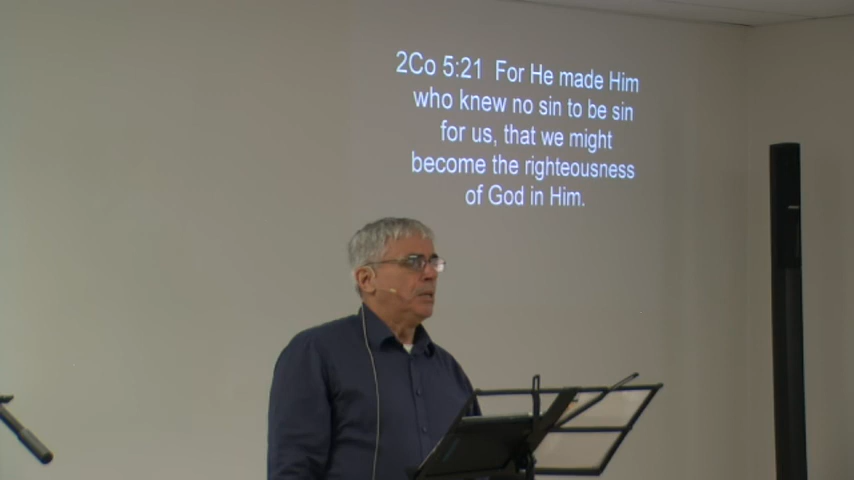 2Co 5:21 For He made Him
who knew no sin to be sin
for us, that we might
become the righteousness
of God in Him.